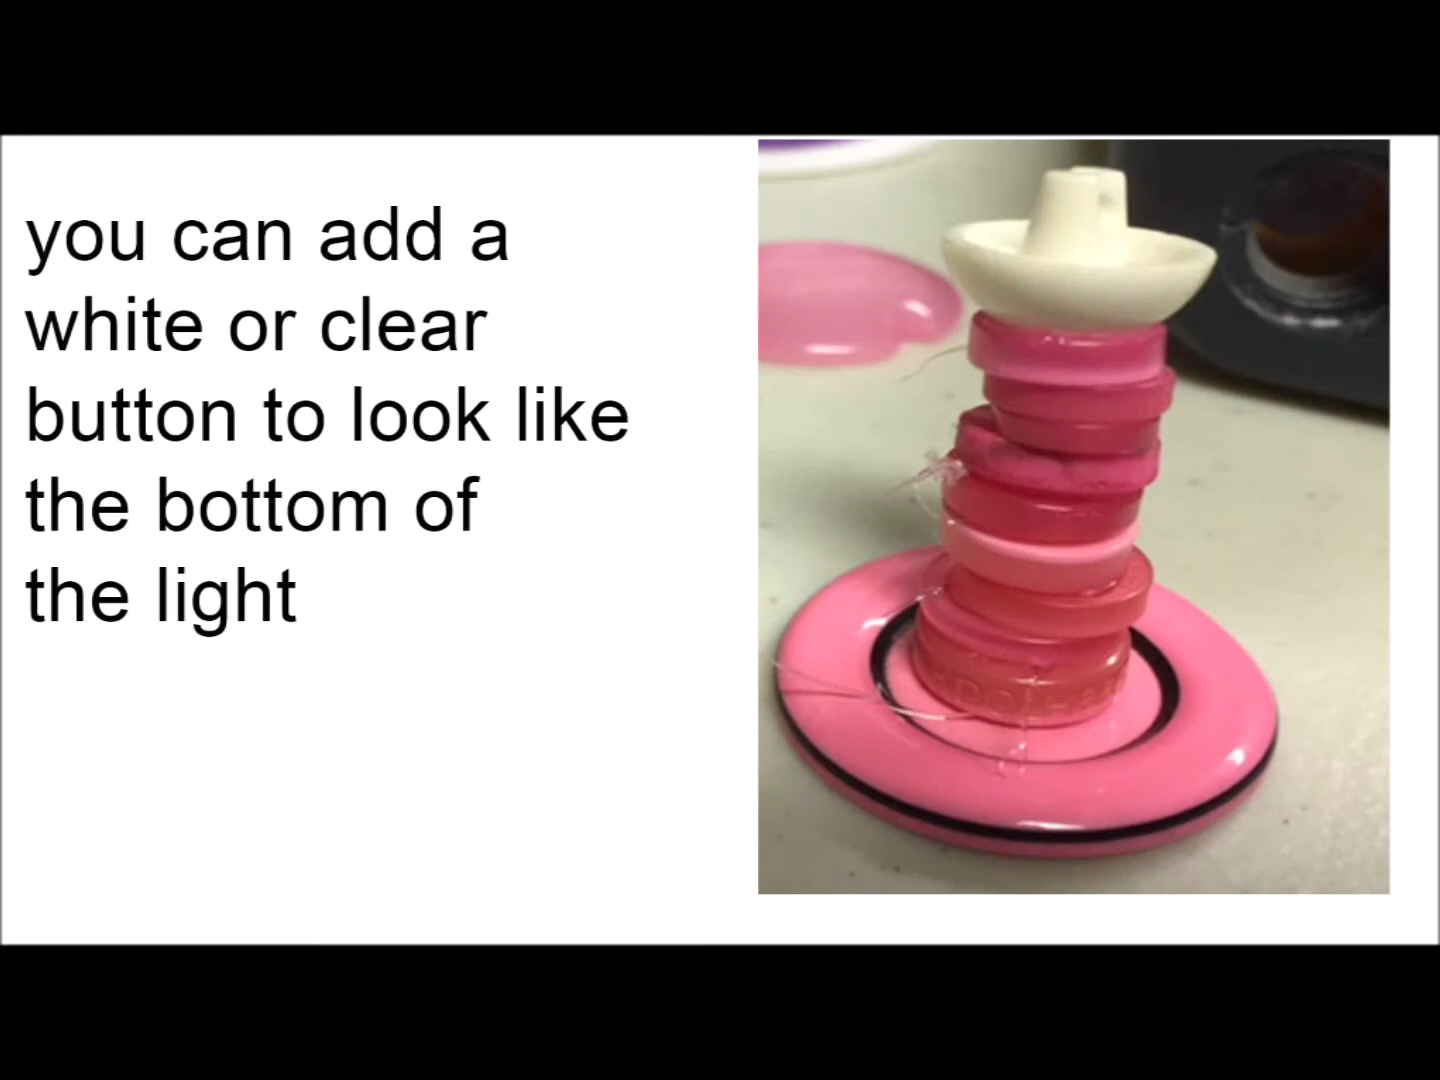 you can add a
white or clear
button to look like
the bottom of
the light